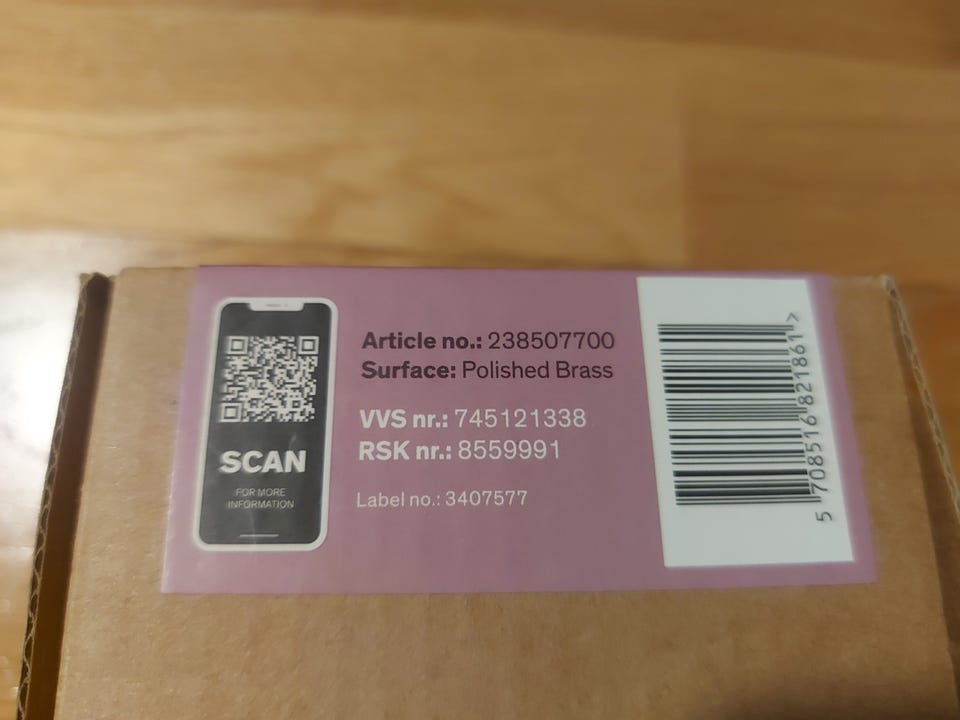 Article no.: 238507700
Surface: Polished Brass
VVS nr.: 745121338
RSK nr.: 8559991
Label no.: 3407577
SCAN
FOR MORE
INFORMATION
5 708516 821861 >